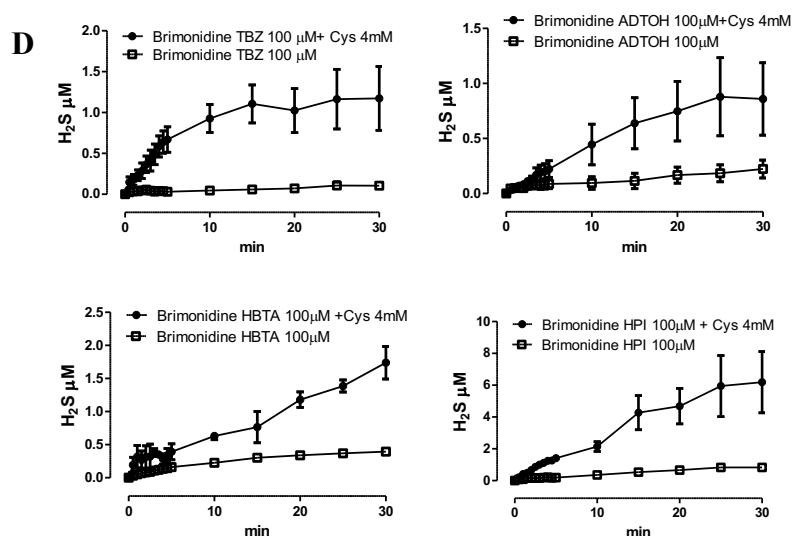 D
Brimonidine TBZ 100 μM+ Cys 4mM
Brimonidine TBZ 100 μM
H₂S μM
2.0
1.5
1.0
0.5
0.0
0 10 20 30
min
Brimonidine ADTOH 100μM+Cys 4mM
Brimonidine ADTOH 100μM
H₂S μM
1.5
1.0
0.5
0.0
0 10 20 30
min
Brimonidine HBTA 100μM +Cys 4mM
Brimonidine HBTA 100μM
H₂S μM
2.5
2.0
1.5
1.0
0.5
0.0
0 10 20 30
min
Brimonidine HPI 100μM + Cys 4mM
Brimonidine HPI 100μM
H₂S μM
10
8
6
4
2
0
0 10 20 30
min